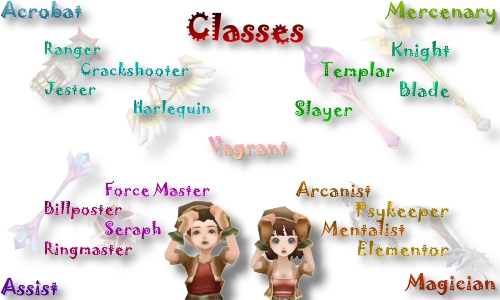 Classes
Acrobat
Ranger
Crackshooter
Jester
Harlequin
Mercenary
Knight
Templar
Blade
Slayer
Vagrant
Force Master
Billposter
Seraph
Ringmaster
Assist
Arcanist
Psykeeper
Mentalist
Elementor
Magician